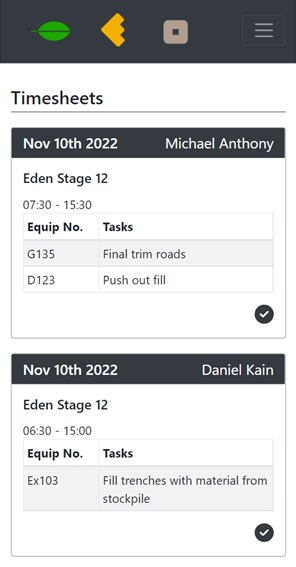 Timesheets
Nov 10th 2022 Michael Anthony
Eden Stage 12
07:30 - 15:30
Equip No. Tasks
G135 Final trim roads
D123 Push out fill
Nov 10th 2022 Daniel Kain
Eden Stage 12
06:30 - 15:00
Equip No. Tasks
Ex103 Fill trenches with material from
stockpile